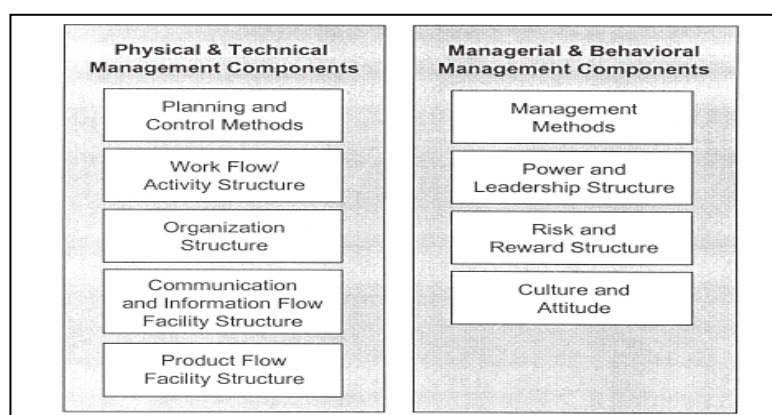 Physical & Technical
Management Components
Planning and
Control Methods
Work Flow/
Activity Structure
Organization
Structure
Communication
and Information Flow
Facility Structure
Product Flow
Facility Structure
Managerial & Behavioral
Management Components
Management
Methods
Power and
Leadership Structure
Risk and
Reward Structure
Culture and
Attitude